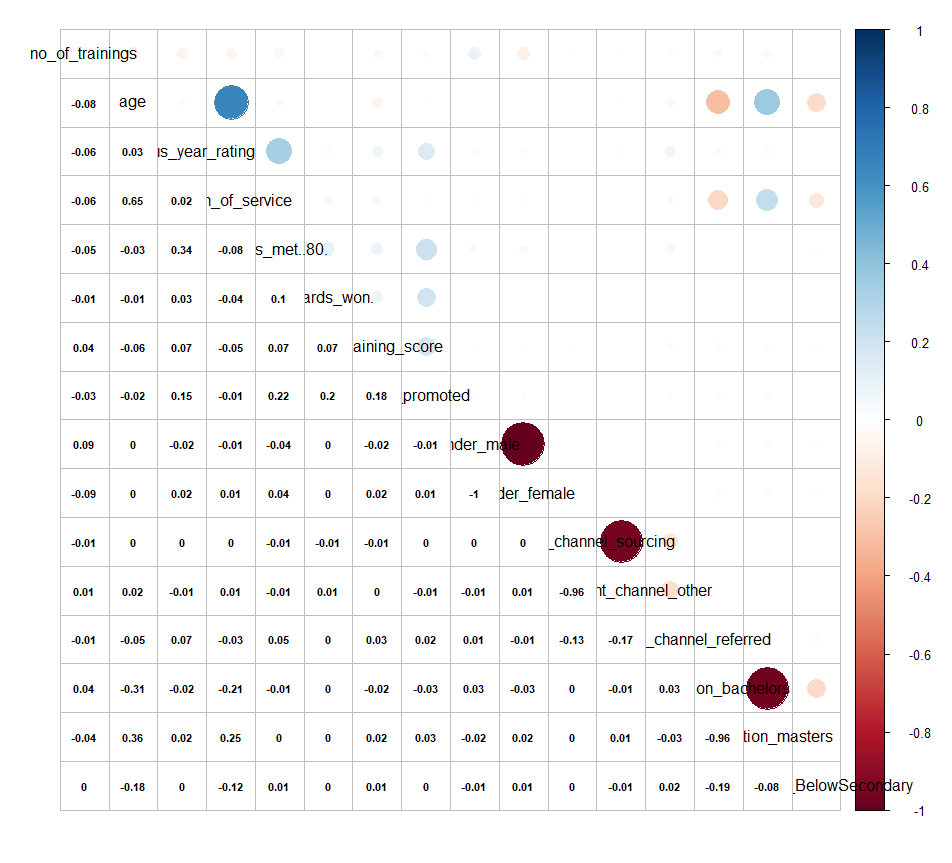 no_of_trainings
1
-0.08 age 0.8
-0.06 0.03 ıs_year_rating
-0.06 0.65 0.02 _of_service 0.6
-0.05 -0.03 0.34 -0.08 s_met..80. 0.4
-0.01 -0.01 0.03 -0.04 0.1 ards_won.
0.04 -0.06 0.07 -0.05 0.07 0.07 aining_score 0.2
-0.03 -0.02 0.15 -0.01 0.22 0.2 0.18 promoted 0
0.09 0 -0.02 -0.01 -0.04 0 -0.02 -0.01 nder_male
-0.09 0 0.02 0.01 0.04 0 0.02 0.01 -1 der_female -0.2
-0.01 0 0 0 -0.01 -0.01 -0.01 0 0 0 _channel_sourcing
0.01 0.02 -0.01 0.01 -0.01 0.01 0 -0.01 -0.01 0.01 -0.96 nt_channel_other -0.4
-0.01 -0.05 0.07 -0.03 0.05 0 0.03 0.02 0.01 -0.01 -0.13 -0.17 _channel_referred -0.6
0.04 -0.31 -0.02 -0.21 -0.01 0 -0.02 -0.03 0.03 -0.03 0 -0.01 0.03 on_bachelors
-0.04 0.36 0.02 0.25 0 0 0.02 0.03 -0.02 0.02 0 0.01 -0.03 -0.96 tion_masters -0.8
0 -0.18 0 -0.12 0.01 0 0.01 0 -0.01 0.01 0 -0.01 0.02 -0.19 -0.08 _BelowSecondary
-1